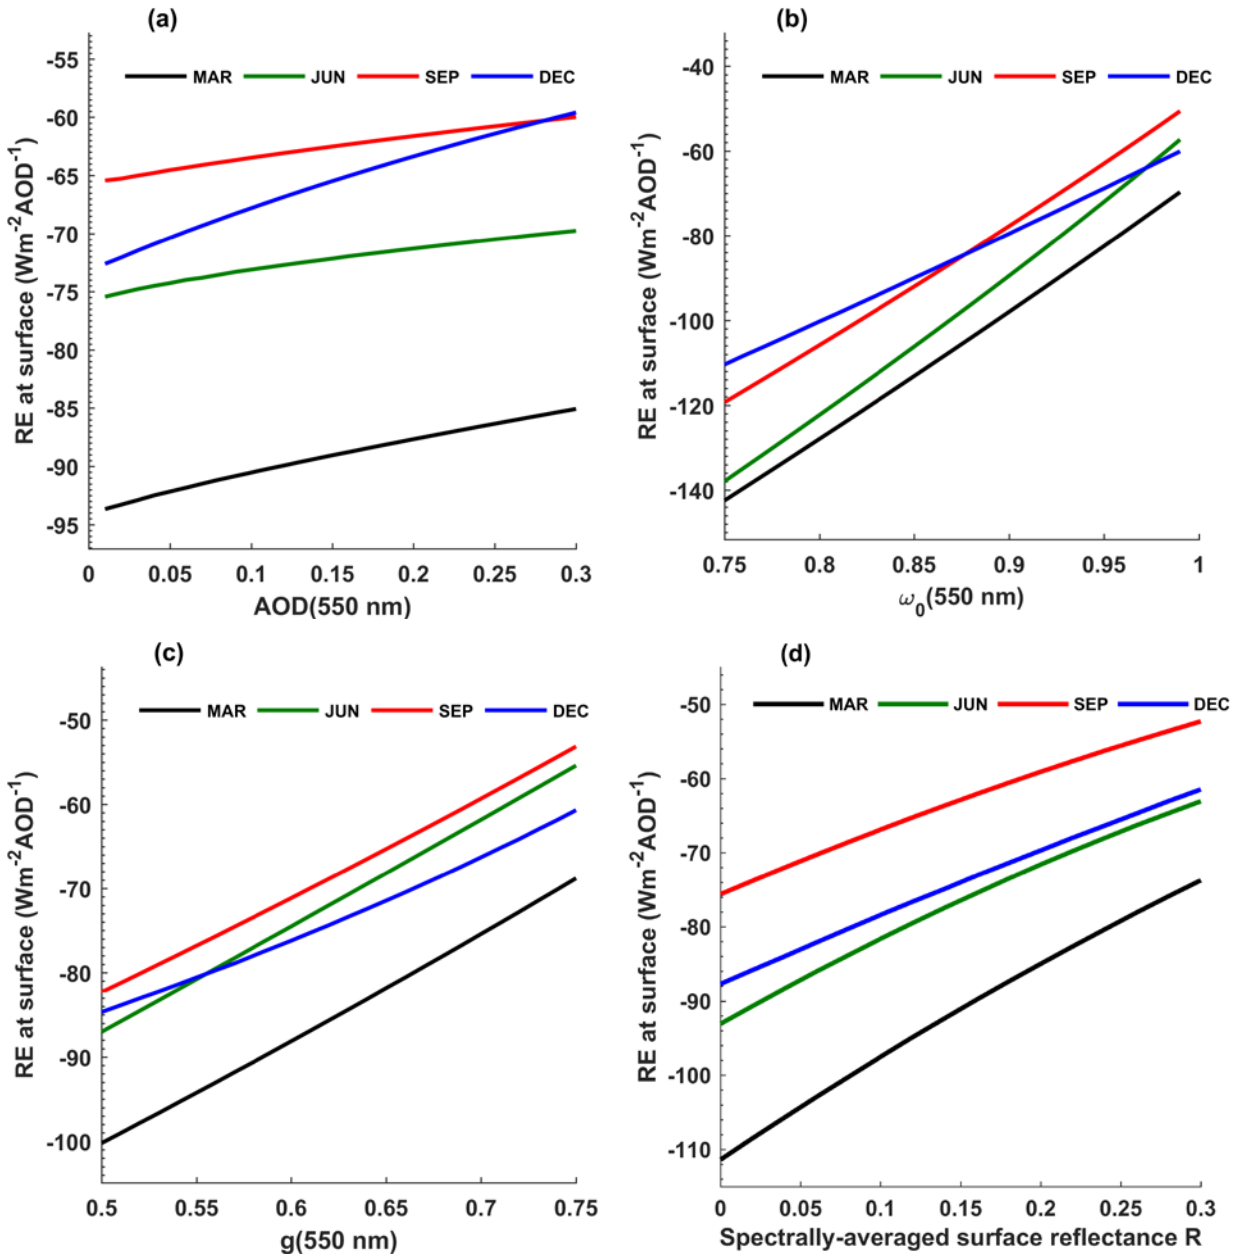 (a)
MAR JUN SEP DEC
RE at surface (Wm⁻²AOD⁻¹)
-55
-60
-65
-70
-75
-80
-85
-90
-95
0 0.05 0.1 0.15 0.2 0.25 0.3
AOD(550 nm)
(b)
MAR JUN SEP DEC
RE at surface (Wm⁻²AOD⁻¹)
-40
-60
-80
-100
-120
-140
0.75 0.8 0.85 0.9 0.95 1
ω₀(550 nm)
(c)
MAR JUN SEP DEC
RE at surface (Wm⁻²AOD⁻¹)
-50
-60
-70
-80
-90
-100
0.5 0.55 0.6 0.65 0.7 0.75
g(550 nm)
(d)
MAR JUN SEP DEC
RE at surface (Wm⁻²AOD⁻¹)
-50
-60
-70
-80
-90
-100
-110
0 0.05 0.1 0.15 0.2 0.25 0.3
Spectrally-averaged surface reflectance R